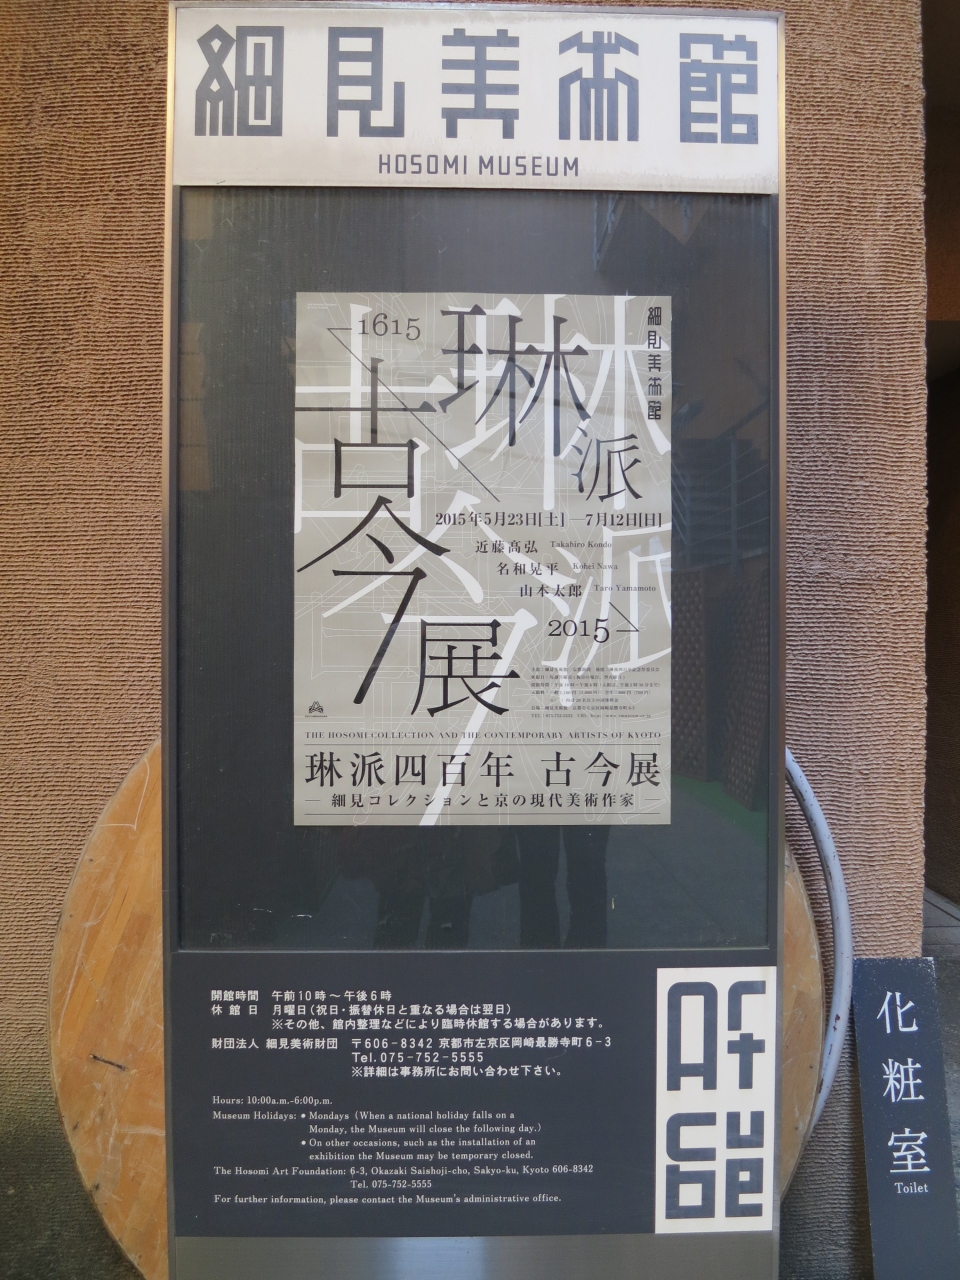 細見美術館
HOSOMI MUSEUM
細見美術館
1615
琳派
古今展
2015年5月23日[土]—7月12日[日]
近藤髙弘 Takahiro Kondo
名和晃平 Kohei Nawa
山本太郎 Taro Yamamoto
2015
THE HOSOMI COLLECTION AND THE CONTEMPORARY ARTISTS OF KYOTO
琳派四百年 古今展
— 細見コレクションと京の現代美術作家 —
開館時間 午前10時～午後6時
休館日 月曜日(祝日・振替休日と重なる場合は翌日)
※その他、館内整理などにより臨時休館する場合があります。
財団法人 細見美術財団 〒606-8342 京都市左京区岡崎最勝寺町6-3
Tel.075-752-5555
※詳細は事務所にお問い合わせ下さい。
Hours: 10:00a.m.-6:00p.m.
Museum Holidays: ● Mondays (When a national holiday falls on a
Monday, the Museum will close the following day.)
● On other occasions, such as the installation of an
exhibition the Museum may be temporary closed.
The Hosomi Art Foundation: 6-3, Okazaki Saishoji-cho, Sakyo-ku, Kyoto 606-8342
Tel. 075-752-5555
For further information, please contact the Museum's administrative office.
Art
cube
化粧室
Toilet